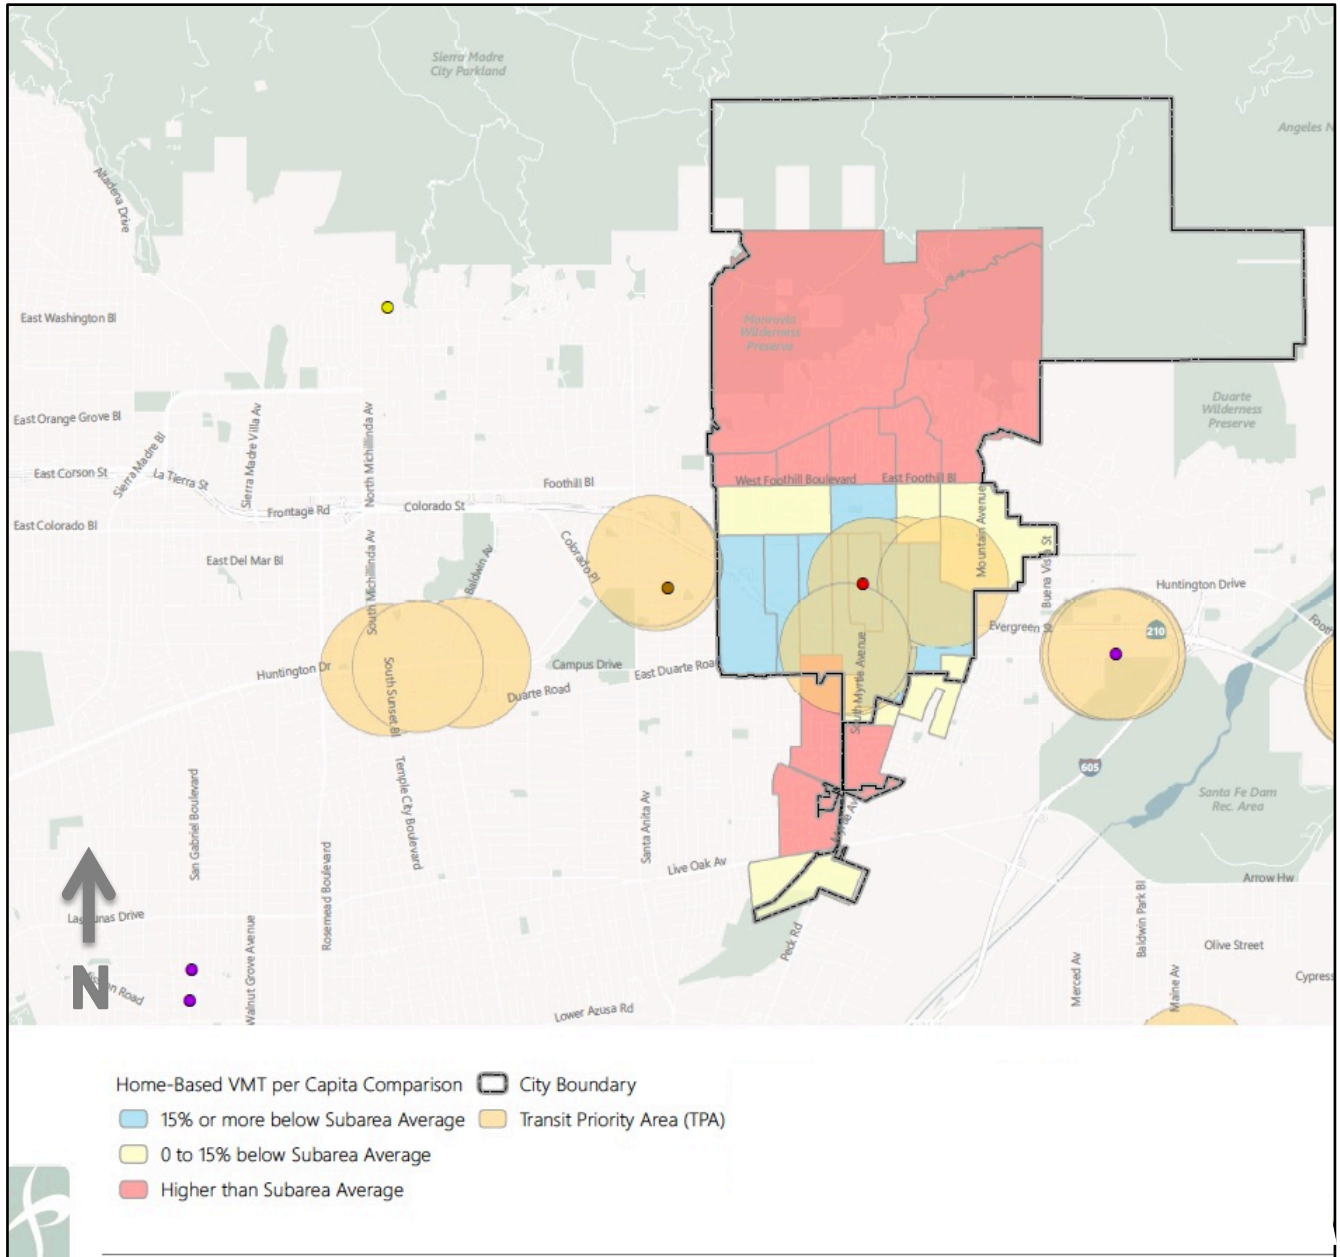 Sierra Madre
City Parkland
Angeles N
Altadena Drive
East Washington Bl
Monrovia
Wilderness
Preserve
Duarte
Wilderness
Preserve
East Orange Grove Bl
Sierra Madre Villa Av
North Michillinda Av
Sierra Madre Bl
East Corson St
La Tierra St
Foothill Bl
West Foothill Boulevard
East Foothill Bl
Frontage Rd
Colorado St
East Colorado Bl
Mountain Avenue
East Del Mar Bl
South Michillinda Av
Baldwin Av
Colorado Pl
Buena Vista St
Huntington Drive
Evergreen St
210
Foot
Huntington Dr
South Sunset Bl
Campus Drive
East Duarte Road
Duarte Road
South Myrtle Avenue
605
Santa Fe Dam
Rec. Area
San Gabriel Boulevard
Temple City Boulevard
Rosemead Boulevard
Santa Anita Av
Live Oak Av
Arrow Hw
Baldwin Park Bl
Walnut Grove Avenue
Peck Rd
Olive Street
Merced Av
Maine Av
Cypress
N
Lower Azusa Rd
Home-Based VMT per Capita Comparison
City Boundary
15% or more below Subarea Average
Transit Priority Area (TPA)
0 to 15% below Subarea Average
Higher than Subarea Average